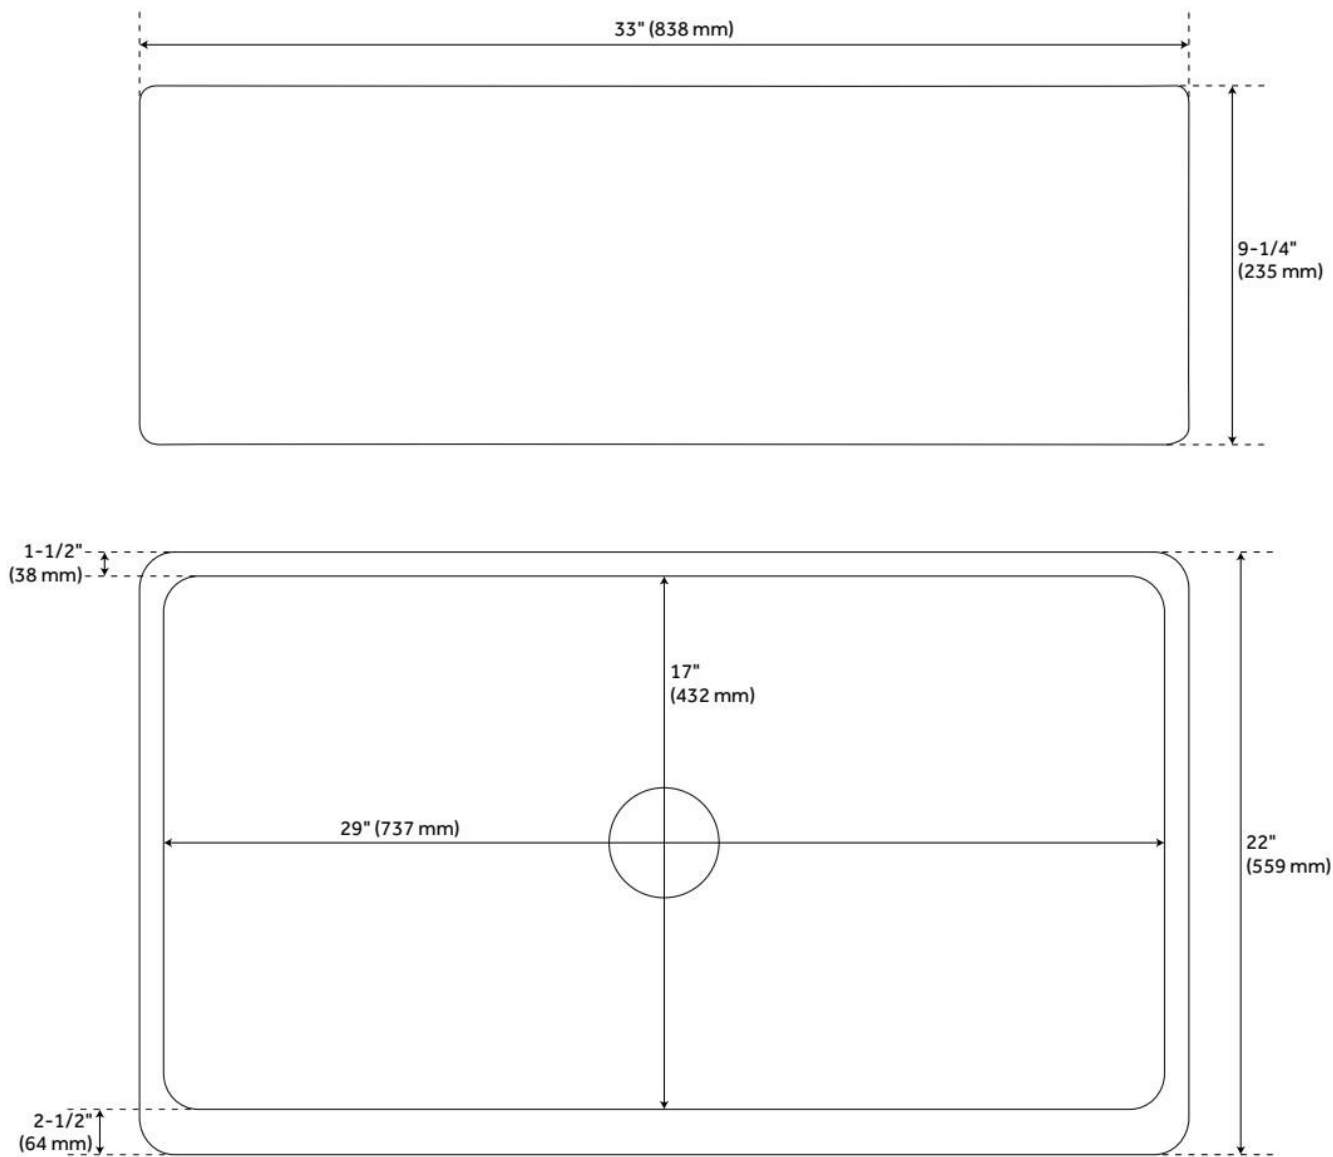 33" (838 mm)
9-1/4"
(235 mm)
1-1/2"
(38 mm)
17"
(432 mm)
29" (737 mm)
22"
(559 mm)
2-1/2"
(64 mm)